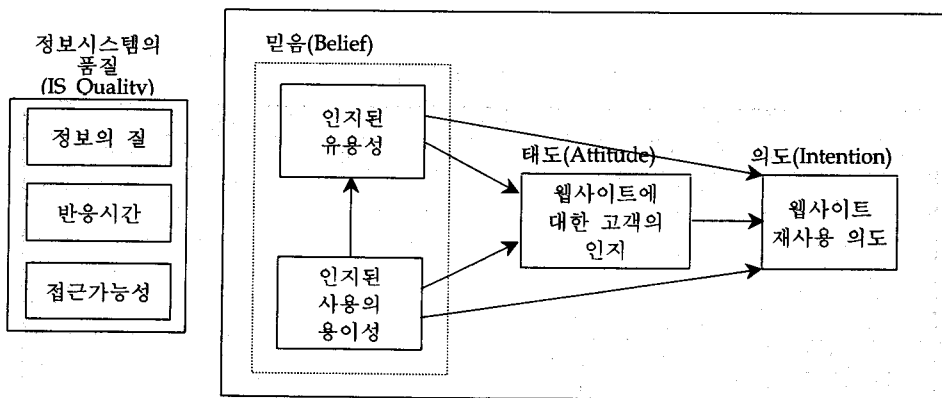 정보시스템의
품질
(IS Quality)
정보의 질
반응시간
접근가능성
믿음(Belief)
인지된
유용성
인지된
사용의
용이성
태도(Attitude)
웹사이트에
대한 고객의
인지
의도(Intention)
웹사이트
재사용 의도